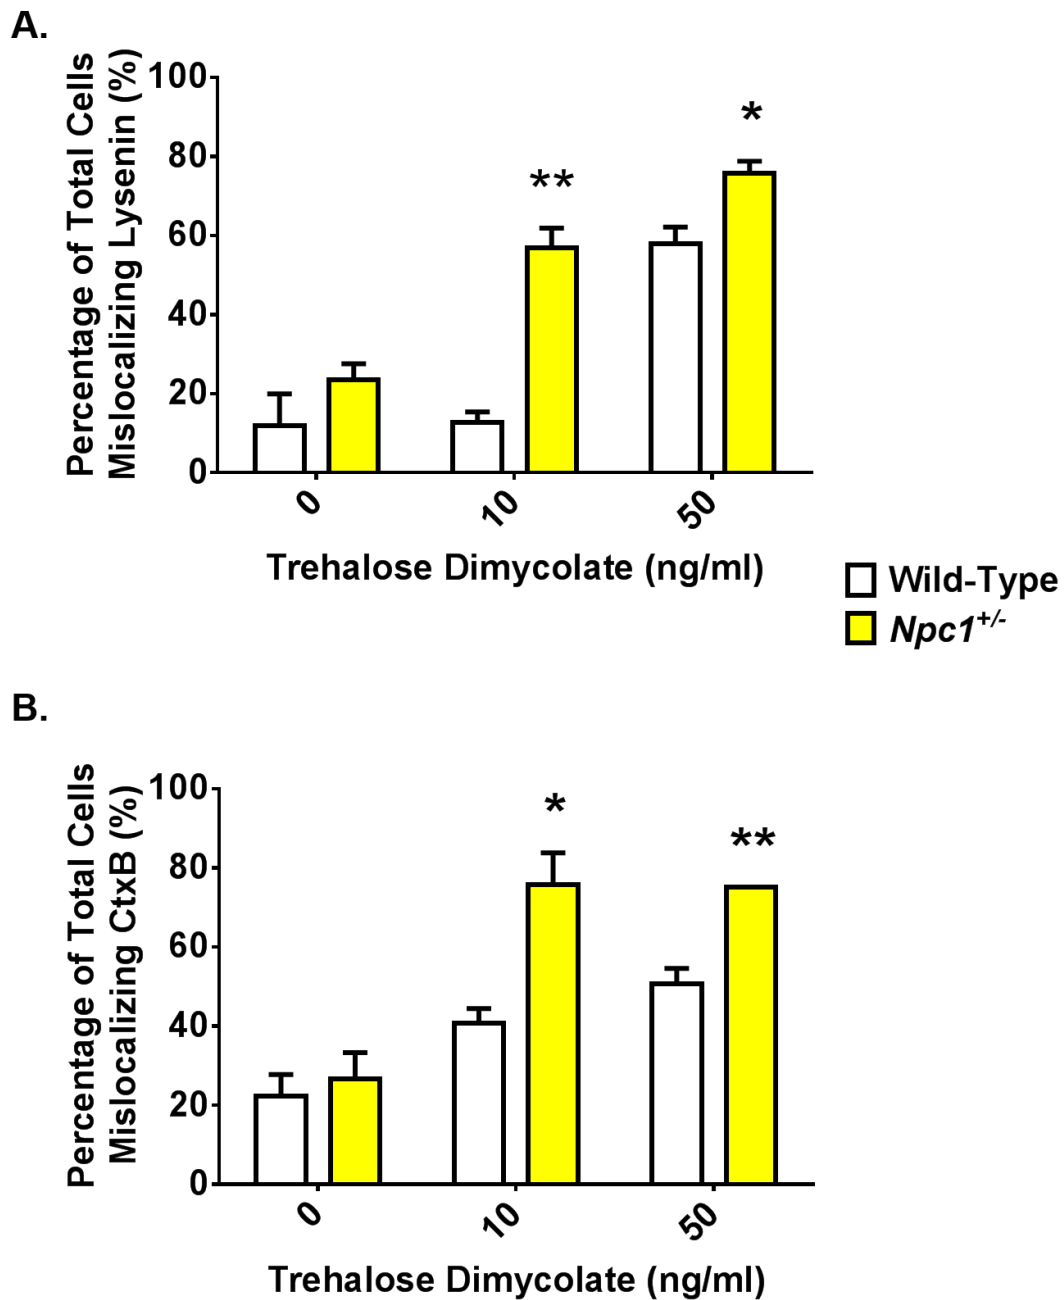 A.
Percentage of Total Cells
Mislocalizing Lysenin (%)
100
80
60
40
20
0
**
*
0
10
50
Trehalose Dimycolate (ng/ml)
Wild-Type
Npc1+/-
B.
Percentage of Total Cells
Mislocalizing CtxB (%)
100
80
60
40
20
0
*
**
0
10
50
Trehalose Dimycolate (ng/ml)